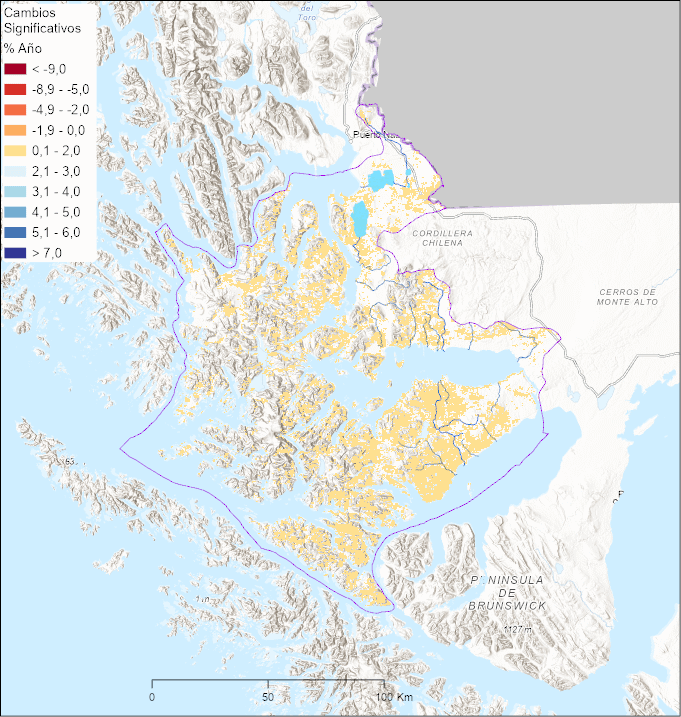 Cambios
Significativos
% Año
< -9,0
-8,9 - -5,0
-4,9 - -2,0
-1,9 - 0,0
0,1 - 2,0
2,1 - 3,0
3,1 - 4,0
4,1 - 5,0
5,1 - 6,0
> 7,0
del
Toro
Puerto
CORDILLERA
CHILENA
CERROS DE
MONTE ALTO
DE
BRUNSWICK
1127 m
0 50 100 Km